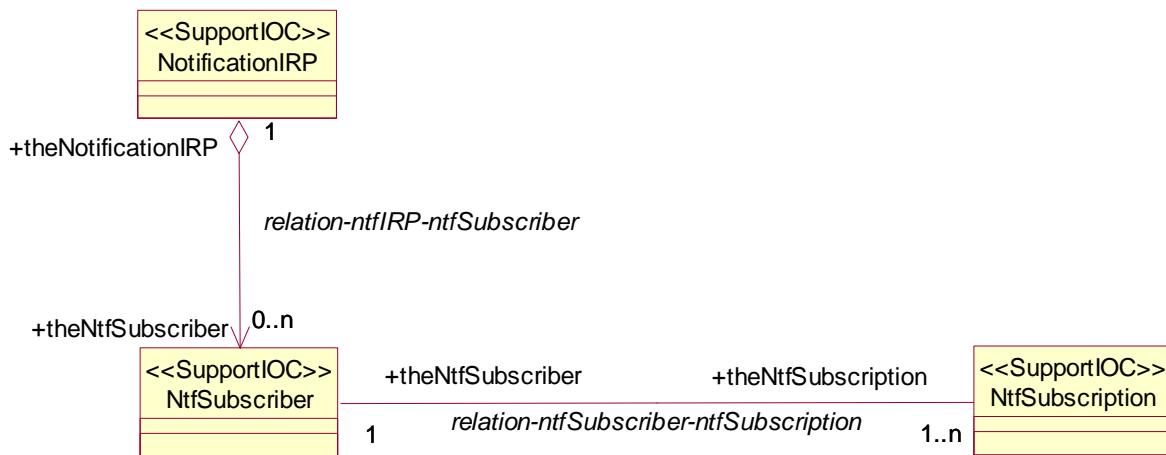 <<SupportIOC>>
NotificationIRP
1
+theNotificationIRP
relation-ntfIRP-ntfSubscriber
+theNtfSubscriber
0..n
<<SupportIOC>>
NtfSubscriber
+theNtfSubscriber
+theNtfSubscription
relation-ntfSubscriber-ntfSubscription
1
1..n
<<SupportIOC>>
NtfSubscription